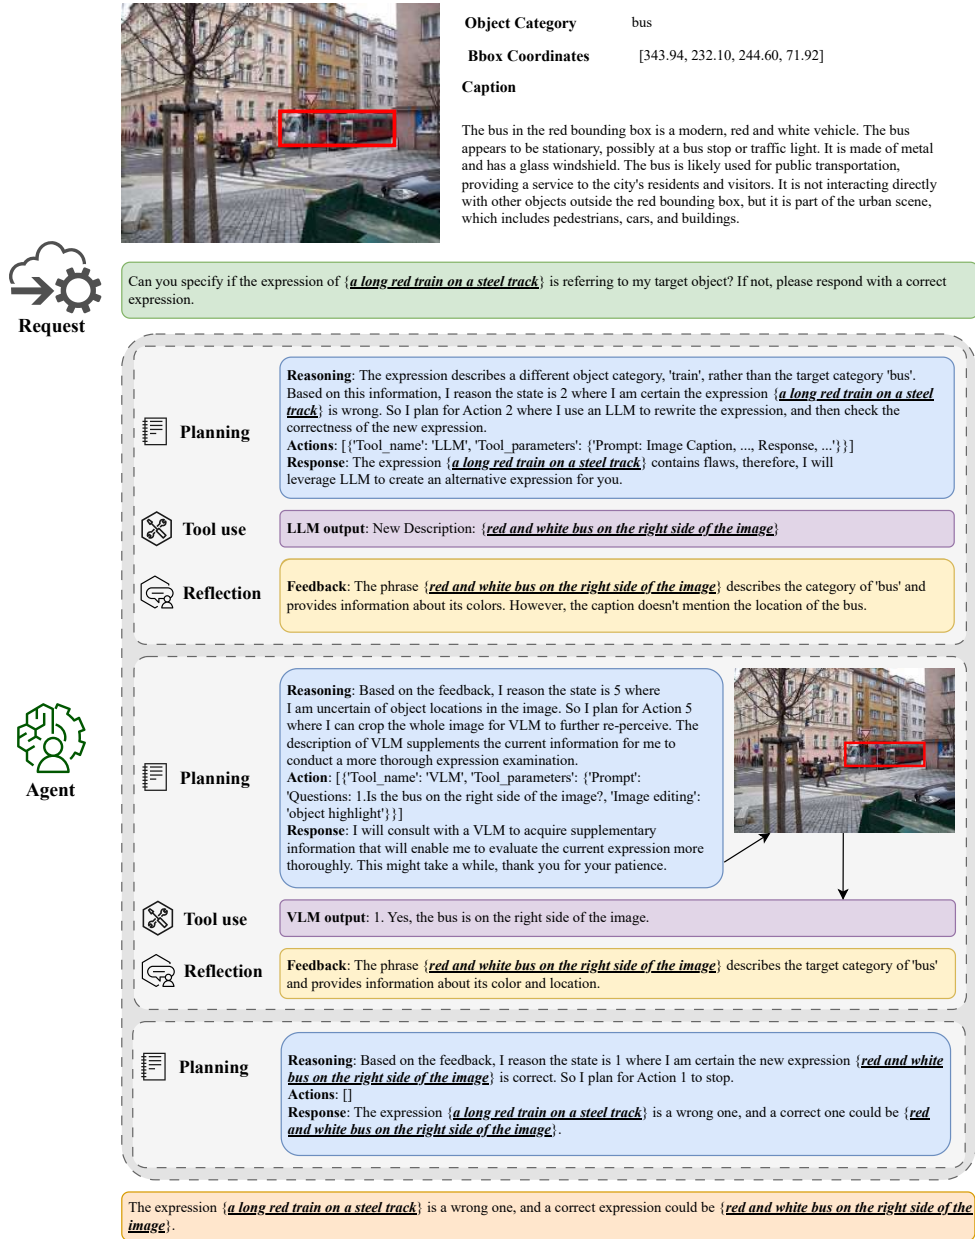 Object Category bus
Bbox Coordinates [343.94, 232.10, 244.60, 71.92]
Caption
The bus in the red bounding box is a modern, red and white vehicle. The bus
appears to be stationary, possibly at a bus stop or traffic light. It is made of metal
and has a glass windshield. The bus is likely used for public transportation,
providing a service to the city's residents and visitors. It is not interacting directly
with other objects outside the red bounding box, but it is part of the urban scene,
which includes pedestrians, cars, and buildings.
Request
Can you specify if the expression of {a long red train on a steel track} is referring to my target object? If not, please respond with a correct
expression.
Agent
Planning
Reasoning: The expression describes a different object category, 'train', rather than the target category 'bus'.
Based on this information, I reason the state is 2 where I am certain the expression {a long red train on a steel
track} is wrong. So I plan for Action 2 where I use an LLM to rewrite the expression, and then check the
correctness of the new expression.
Actions: [{'Tool_name': 'LLM', 'Tool_parameters': {'Prompt: Image Caption, ..., Response, ...'}}]
Response: The expression {a long red train on a steel track} contains flaws, therefore, I will
leverage LLM to create an alternative expression for you.
Tool use
LLM output: New Description: {red and white bus on the right side of the image}
Reflection
Feedback: The phrase {red and white bus on the right side of the image} describes the category of 'bus' and
provides information about its colors. However, the caption doesn't mention the location of the bus.
Planning
Reasoning: Based on the feedback, I reason the state is 5 where
I am uncertain of object locations in the image. So I plan for Action 5
where I can crop the whole image for VLM to further re-perceive. The
description of VLM supplements the current information for me to
conduct a more thorough expression examination.
Action: [{'Tool_name': 'VLM', 'Tool_parameters': {'Prompt':
'Questions: 1.Is the bus on the right side of the image?, 'Image editing':
'object highlight'}}]
Response: I will consult with a VLM to acquire supplementary
information that will enable me to evaluate the current expression more
thoroughly. This might take a while, thank you for your patience.
Tool use
VLM output: 1. Yes, the bus is on the right side of the image.
Reflection
Feedback: The phrase {red and white bus on the right side of the image} describes the target category of 'bus'
and provides information about its color and location.
Planning
Reasoning: Based on the feedback, I reason the state is 1 where I am certain the new expression {red and white
bus on the right side of the image} is correct. So I plan for Action 1 to stop.
Actions: []
Response: The expression {a long red train on a steel track} is a wrong one, and a correct one could be {red
and white bus on the right side of the image}.
The expression {a long red train on a steel track} is a wrong one, and a correct expression could be {red and white bus on the right side of the
image}.